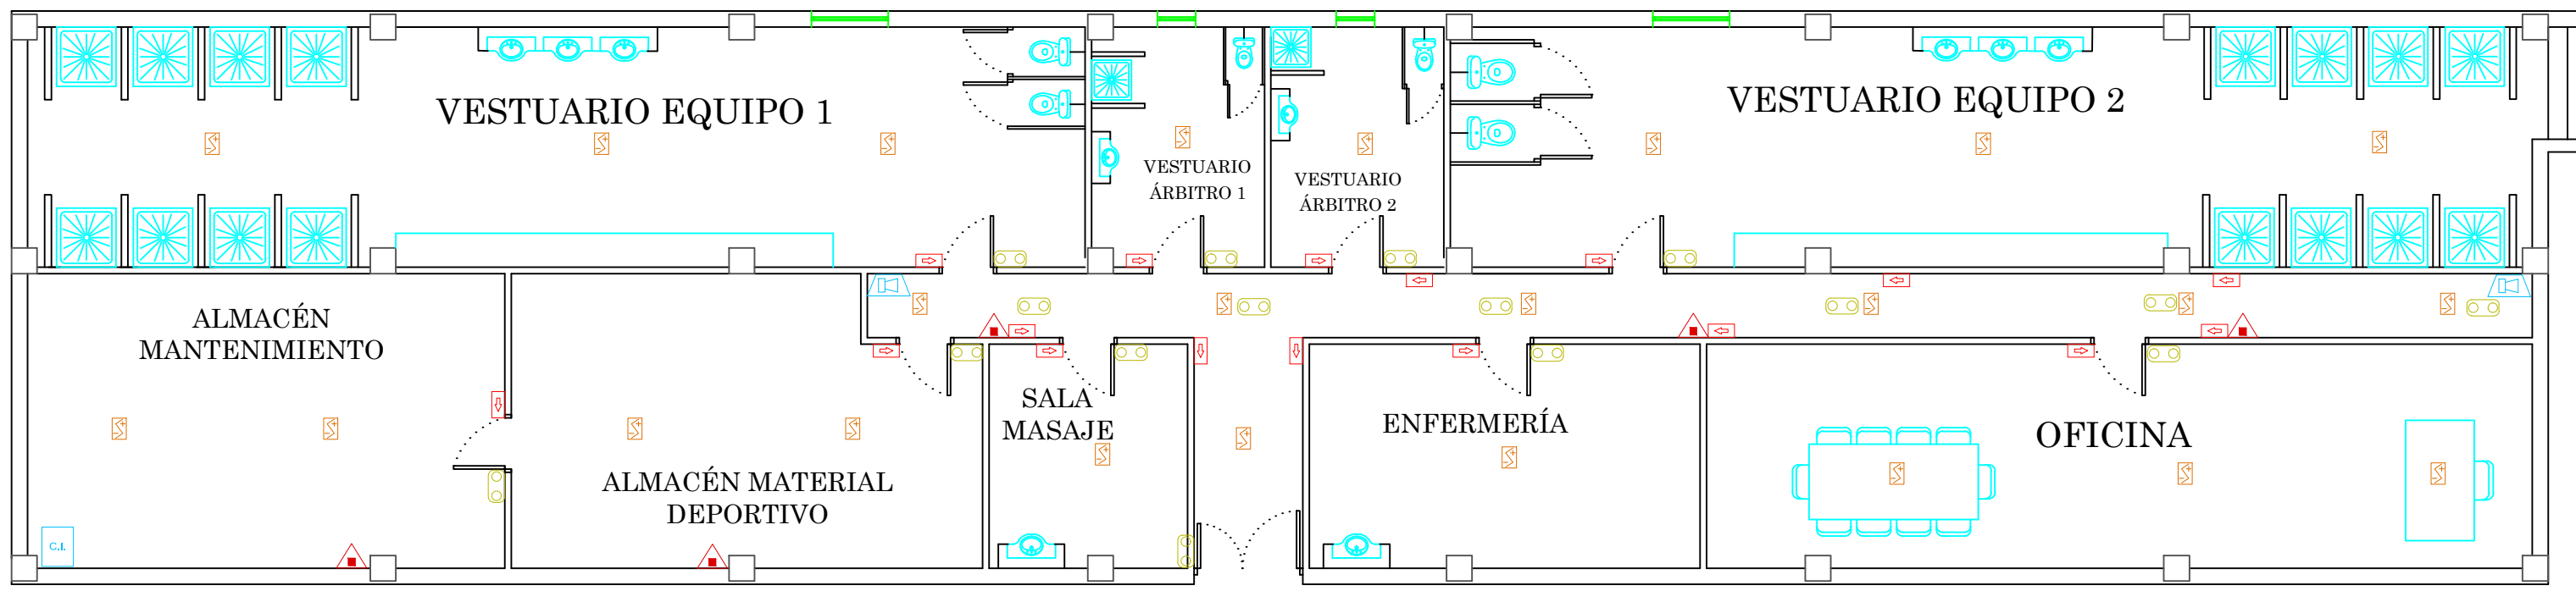 VESTUARIO EQUIPO 1
VESTUARIO
ÁRBITRO 1
VESTUARIO
ÁRBITRO 2
VESTUARIO EQUIPO 2
ALMACÉN
MANTENIMIENTO
ALMACÉN MATERIAL
DEPORTIVO
SALA
MASAJE
ENFERMERÍA
OFICINA
C.I.